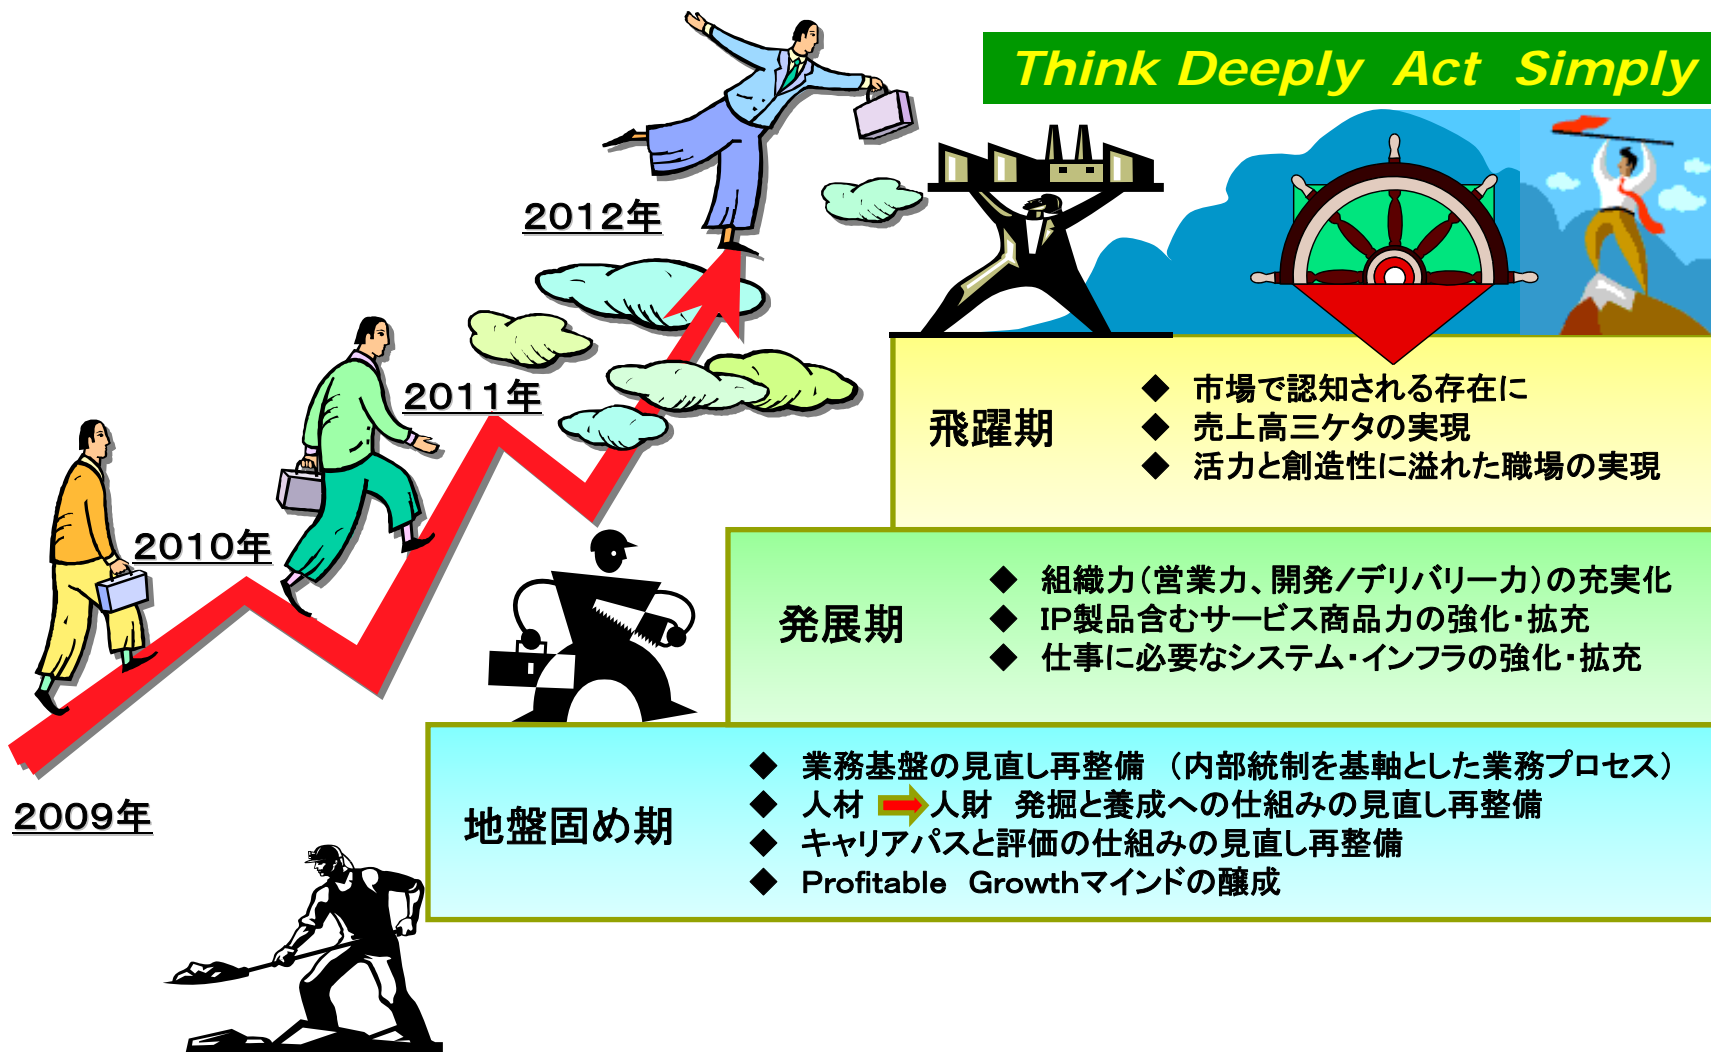 Think Deeply Act Simply
2012年
2011年
2010年
2009年
飛躍期
◆ 市場で認知される存在に
◆ 売上高三ケタの実現
◆ 活力と創造性に溢れた職場の実現
発展期
◆ 組織力（営業力、開発/デリバリー力）の充実化
◆ IP製品含むサービス商品力の強化・拡充
◆ 仕事に必要なシステム・インフラの強化・拡充
地盤固め期
◆ 業務基盤の見直し再整備 （内部統制を基軸とした業務プロセス）
◆ 人材 人財 発掘と養成への仕組みの見直し再整備
◆ キャリアパスと評価の仕組みの見直し再整備
◆ Profitable Growthマインドの醸成